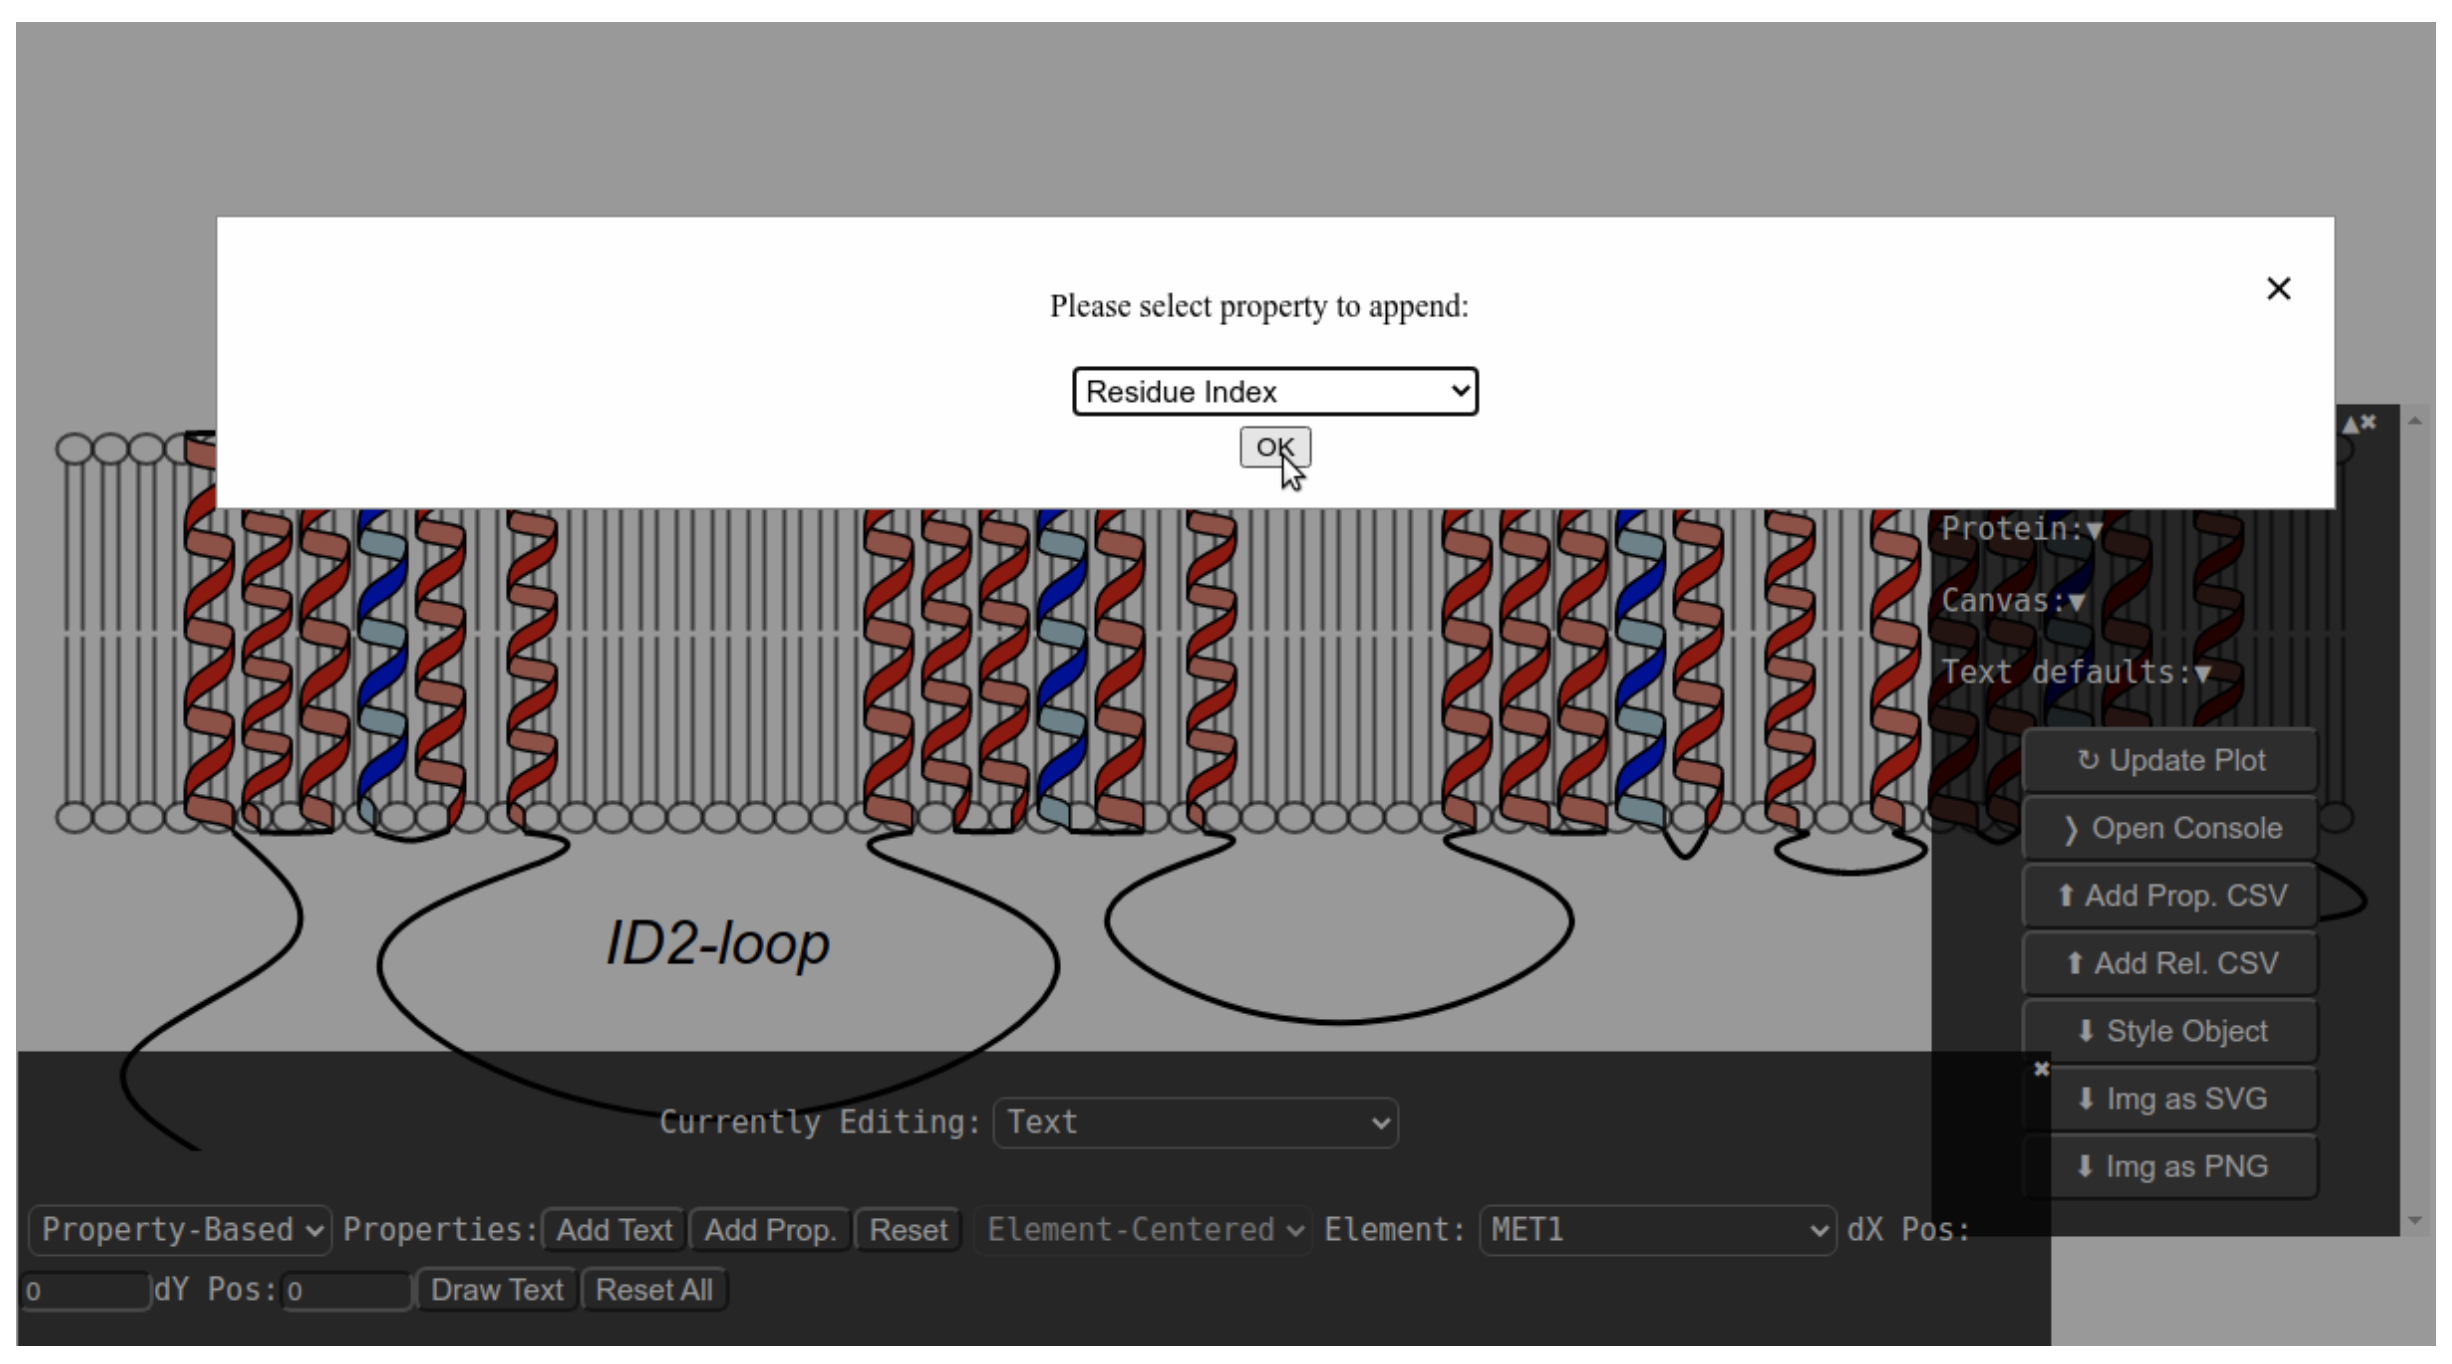 ×
Please select property to append:
Residue Index
OK
▲✖
Protein:▼
Canvas:▼
Text defaults:▼
↻ Update Plot
❭ Open Console
⬆ Add Prop. CSV
⬆ Add Rel. CSV
⬇ Style Object
⬇ Img as SVG
⬇ Img as PNG
ID2-loop
✖
Currently Editing: Text
Property-Based Properties: Add Text Add Prop. Reset Element-Centered Element: MET1 dX Pos:
0 dY Pos: 0 Draw Text Reset All